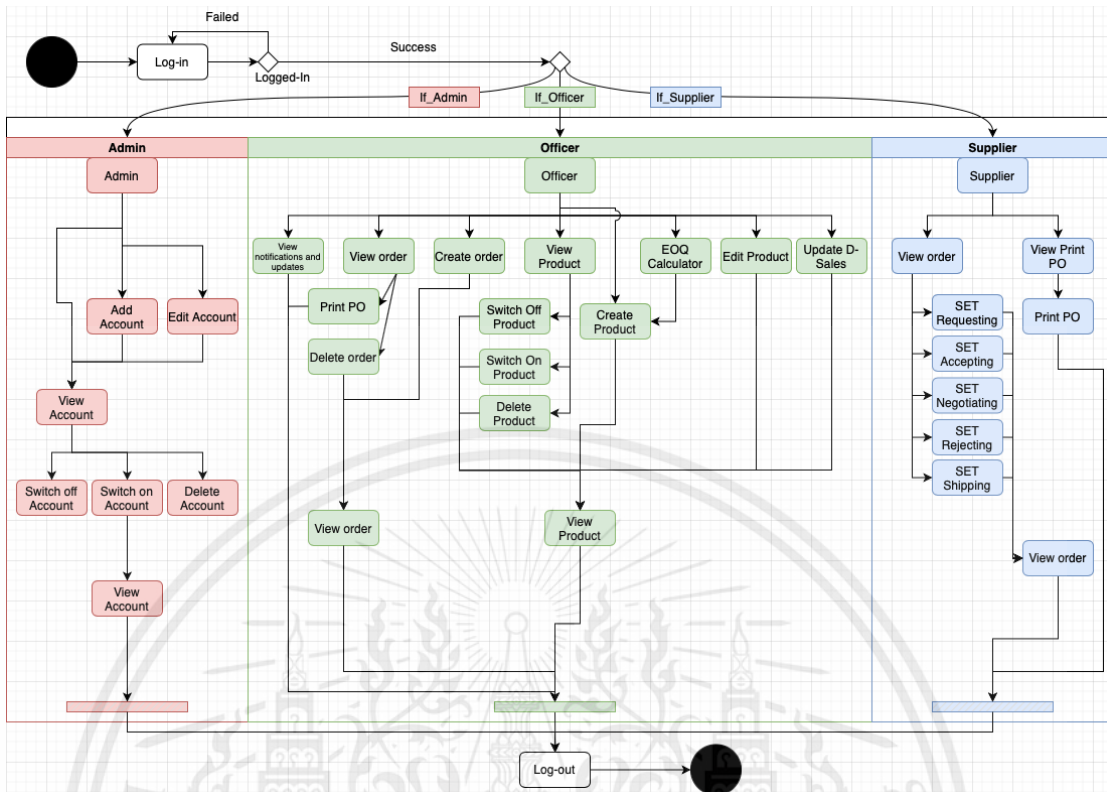 Failed
Log-in
Logged-In
Success
If_Admin
If_Officer
If_Supplier
Admin
Officer
Supplier
Admin
Officer
Supplier
View
notifications and
updates
View order
Create order
View
Product
EOQ
Calculator
Edit Product
Update D-
Sales
View order
View Print
PO
Add
Account
Edit Account
Print PO
Delete order
Switch Off
Product
Create
Product
Switch On
Product
Delete
Product
SET
Requesting
Print PO
SET
Accepting
SET
Negotiating
SET
Rejecting
SET
Shipping
View
Account
Switch off
Account
Switch on
Account
Delete
Account
View order
View
Product
View order
View
Account
Log-out